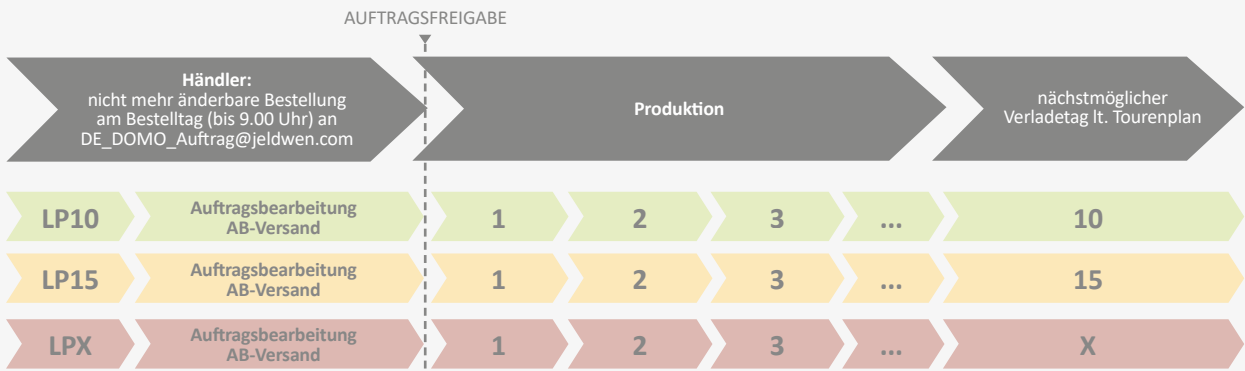 AUFTRAGSFREIGABE
Händler:
nicht mehr änderbare Bestellung
am Bestelltag (bis 9.00 Uhr) an
DE_DOMO_Auftrag@jeldwen.com
Produktion
nächstmöglicher
Verladetag lt. Tourenplan
LP10
Auftragsbearbeitung
AB-Versand
1
2
3
...
10
LP15
Auftragsbearbeitung
AB-Versand
1
2
3
...
15
LPX
Auftragsbearbeitung
AB-Versand
1
2
3
...
X